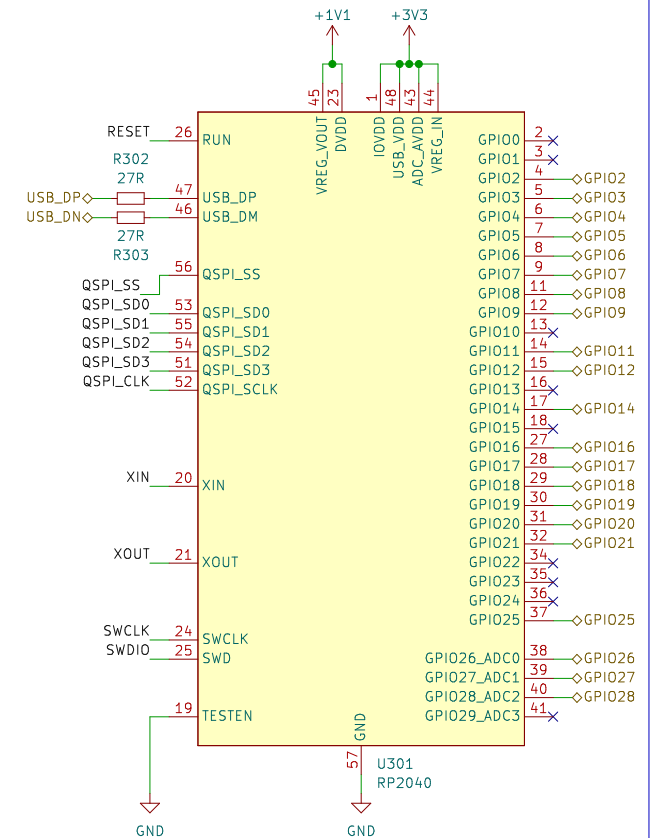 +1V1
+3V3
45
23
1
48
43
44
VREG_VOUT
DVDD
IOVDD
USB_VDD
ADC_AVDD
VREG_IN
RESET 26 RUN
GPIO0 2
GPIO1 3
R302
27R
GPIO2 4 GPIO2
USB_DP 47 USB_DP
GPIO3 5 GPIO3
USB_DN 46 USB_DM
GPIO4 6 GPIO4
27R
R303
GPIO5 7 GPIO5
GPIO6 8 GPIO6
QSPI_SS 56 QSPI_SS
GPIO7 9 GPIO7
GPIO8 11 GPIO8
QSPI_SD0 53 QSPI_SD0
GPIO9 12 GPIO9
QSPI_SD1 55 QSPI_SD1
GPIO10 13
QSPI_SD2 54 QSPI_SD2
GPIO11 14 GPIO11
QSPI_SD3 51 QSPI_SD3
GPIO12 15 GPIO12
QSPI_CLK 52 QSPI_SCLK
GPIO13 16
GPIO14 17 GPIO14
GPIO15 18
GPIO16 27 GPIO16
GPIO17 28 GPIO17
XIN 20 XIN
GPIO18 29 GPIO18
GPIO19 30 GPIO19
GPIO20 31 GPIO20
GPIO21 32 GPIO21
XOUT 21 XOUT
GPIO22 34
GPIO23 35
GPIO24 36
GPIO25 37 GPIO25
SWCLK 24 SWCLK
SWDIO 25 SWD
GPIO26_ADC0 38 GPIO26
GPIO27_ADC1 39 GPIO27
GPIO28_ADC2 40 GPIO28
19 TESTEN
GPIO29_ADC3 41
GND
57
U301
RP2040
GND
GND